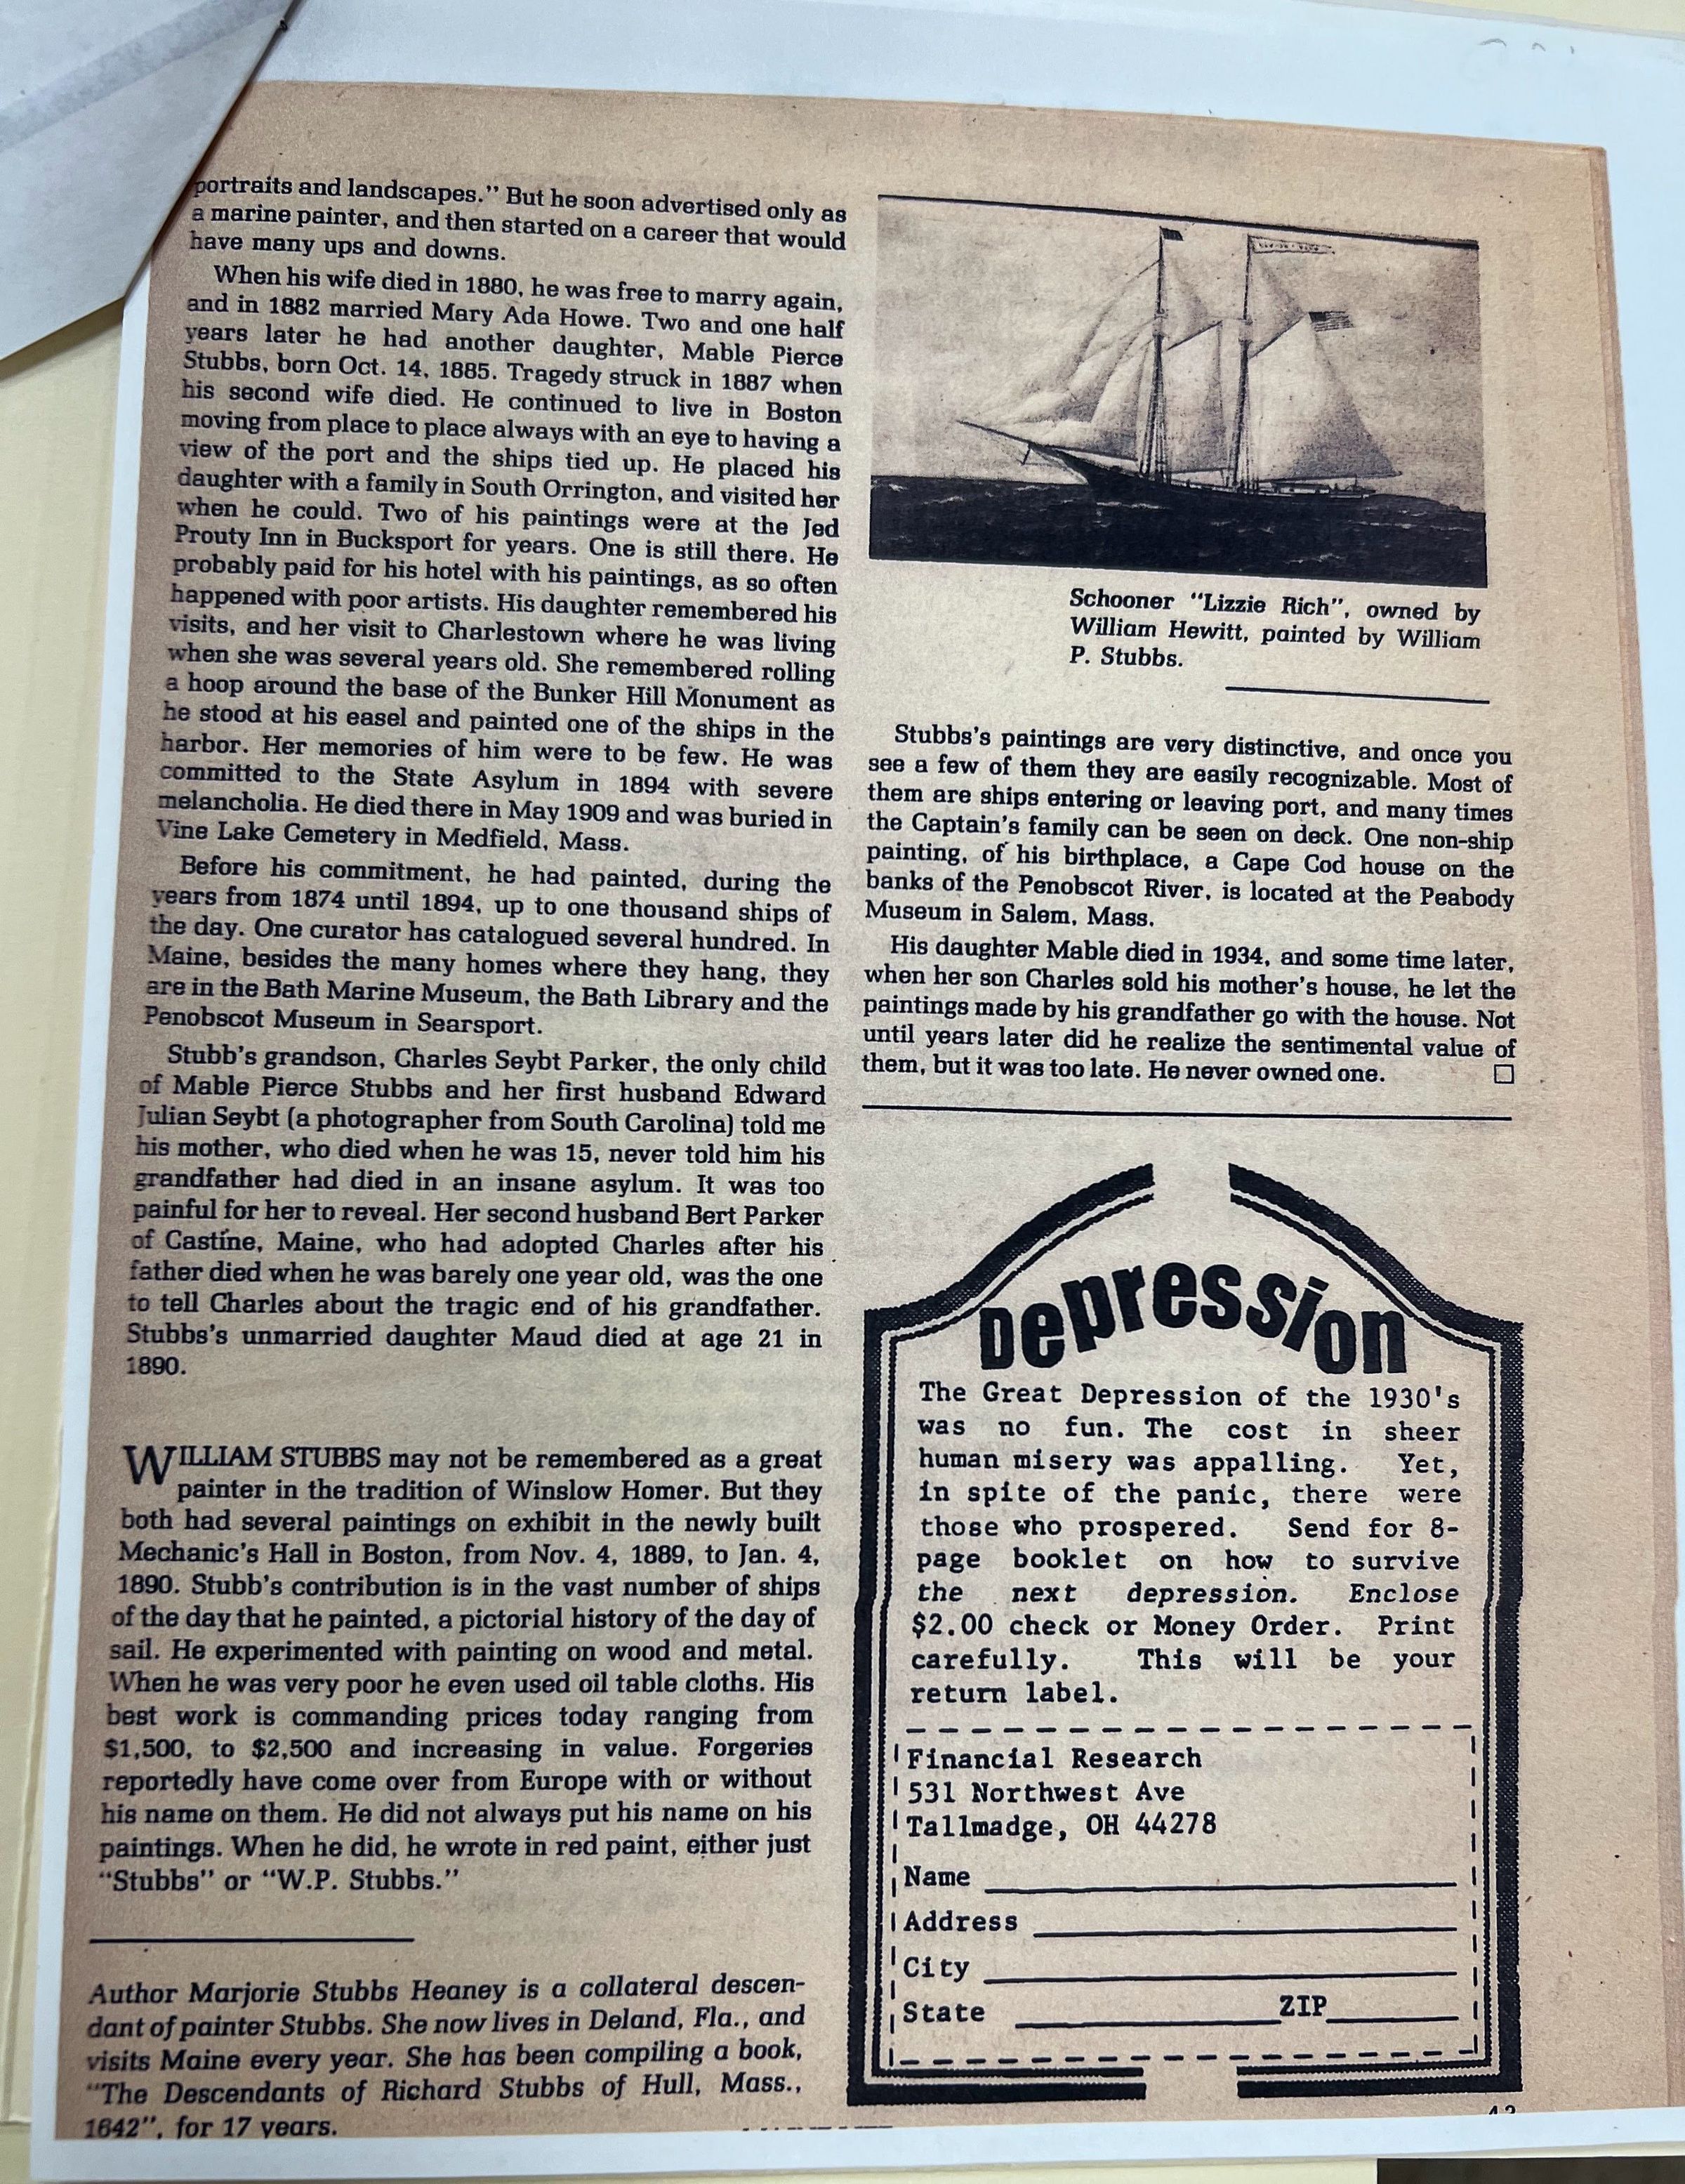 portraits and landscapes." But he soon advertised only as
a marine painter, and then started on a career that would
have many ups and downs.
When his wife died in 1880, he was free to marry again,
and in 1882 married Mary Ada Howe. Two and one half
years later he had another daughter, Mable Pierce
Stubbs, born Oct. 14, 1885. Tragedy struck in 1887 when
his second wife died. He continued to live in Boston
moving from place to place always with an eye to having a
view of the port and the ships tied up. He placed his
daughter with a family in South Orrington, and visited her
when he could. Two of his paintings were at the Jed
Prouty Inn in Bucksport for years. One is still there. He
probably paid for his hotel with his paintings, as so often
happened with poor artists. His daughter remembered his
visits, and her visit to Charlestown where he was living
when she was several years old. She remembered rolling
a hoop around the base of the Bunker Hill Monument as
he stood at his easel and painted one of the ships in the
harbor. Her memories of him were to be few. He was
committed to the State Asylum in 1894 with severe
melancholia. He died there in May 1909 and was buried in
Vine Lake Cemetery in Medfield, Mass.
Before his commitment, he had painted, during the
years from 1874 until 1894, up to one thousand ships of
the day. One curator has catalogued several hundred. In
Maine, besides the many homes where they hang, they
are in the Bath Marine Museum, the Bath Library and the
Penobscot Museum in Searsport.
Stubb's grandson, Charles Seybt Parker, the only child
of Mable Pierce Stubbs and her first husband Edward
Julian Seybt (a photographer from South Carolina) told me
his mother, who died when he was 15, never told him his
grandfather had died in an insane asylum. It was too
painful for her to reveal. Her second husband Bert Parker
of Castine, Maine, who had adopted Charles after his
father died when he was barely one year old, was the one
to tell Charles about the tragic end of his grandfather.
Stubbs's unmarried daughter Maud died at age 21 in
1890.
WILLIAM STUBBS may not be remembered as a great
painter in the tradition of Winslow Homer. But they
both had several paintings on exhibit in the newly built
Mechanic's Hall in Boston, from Nov. 4, 1889, to Jan. 4,
1890. Stubb's contribution is in the vast number of ships
of the day that he painted, a pictorial history of the day of
sail. He experimented with painting on wood and metal.
When he was very poor he even used oil table cloths. His
best work is commanding prices today ranging from
$1,500, to $2,500 and increasing in value. Forgeries
reportedly have come over from Europe with or without
his name on them. He did not always put his name on his
paintings. When he did, he wrote in red paint, either just
"Stubbs" or "W.P. Stubbs."
Author Marjorie Stubbs Heaney is a collateral descen-
dant of painter Stubbs. She now lives in Deland, Fla., and
visits Maine every year. She has been compiling a book,
"The Descendants of Richard Stubbs of Hull, Mass.,
1642", for 17 years.
Schooner "Lizzie Rich", owned by
William Hewitt, painted by William
P. Stubbs.
Stubbs's paintings are very distinctive, and once you
see a few of them they are easily recognizable. Most of
them are ships entering or leaving port, and many times
the Captain's family can be seen on deck. One non-ship
painting, of his birthplace, a Cape Cod house on the
banks of the Penobscot River, is located at the Peabody
Museum in Salem, Mass.
His daughter Mable died in 1934, and some time later,
when her son Charles sold his mother's house, he let the
paintings made by his grandfather go with the house. Not
until years later did he realize the sentimental value of
them, but it was too late. He never owned one.
Depression
The Great Depression of the 1930's
was no fun. The cost in sheer
human misery was appalling. Yet,
in spite of the panic, there were
those who prospered. Send for 8-
page booklet on how to survive
the next depression. Enclose
$2.00 check or Money Order. Print
carefully. This will be your
return label.
Financial Research
531 Northwest Ave
Tallmadge, OH 44278
Name
Address
City
State ZIP